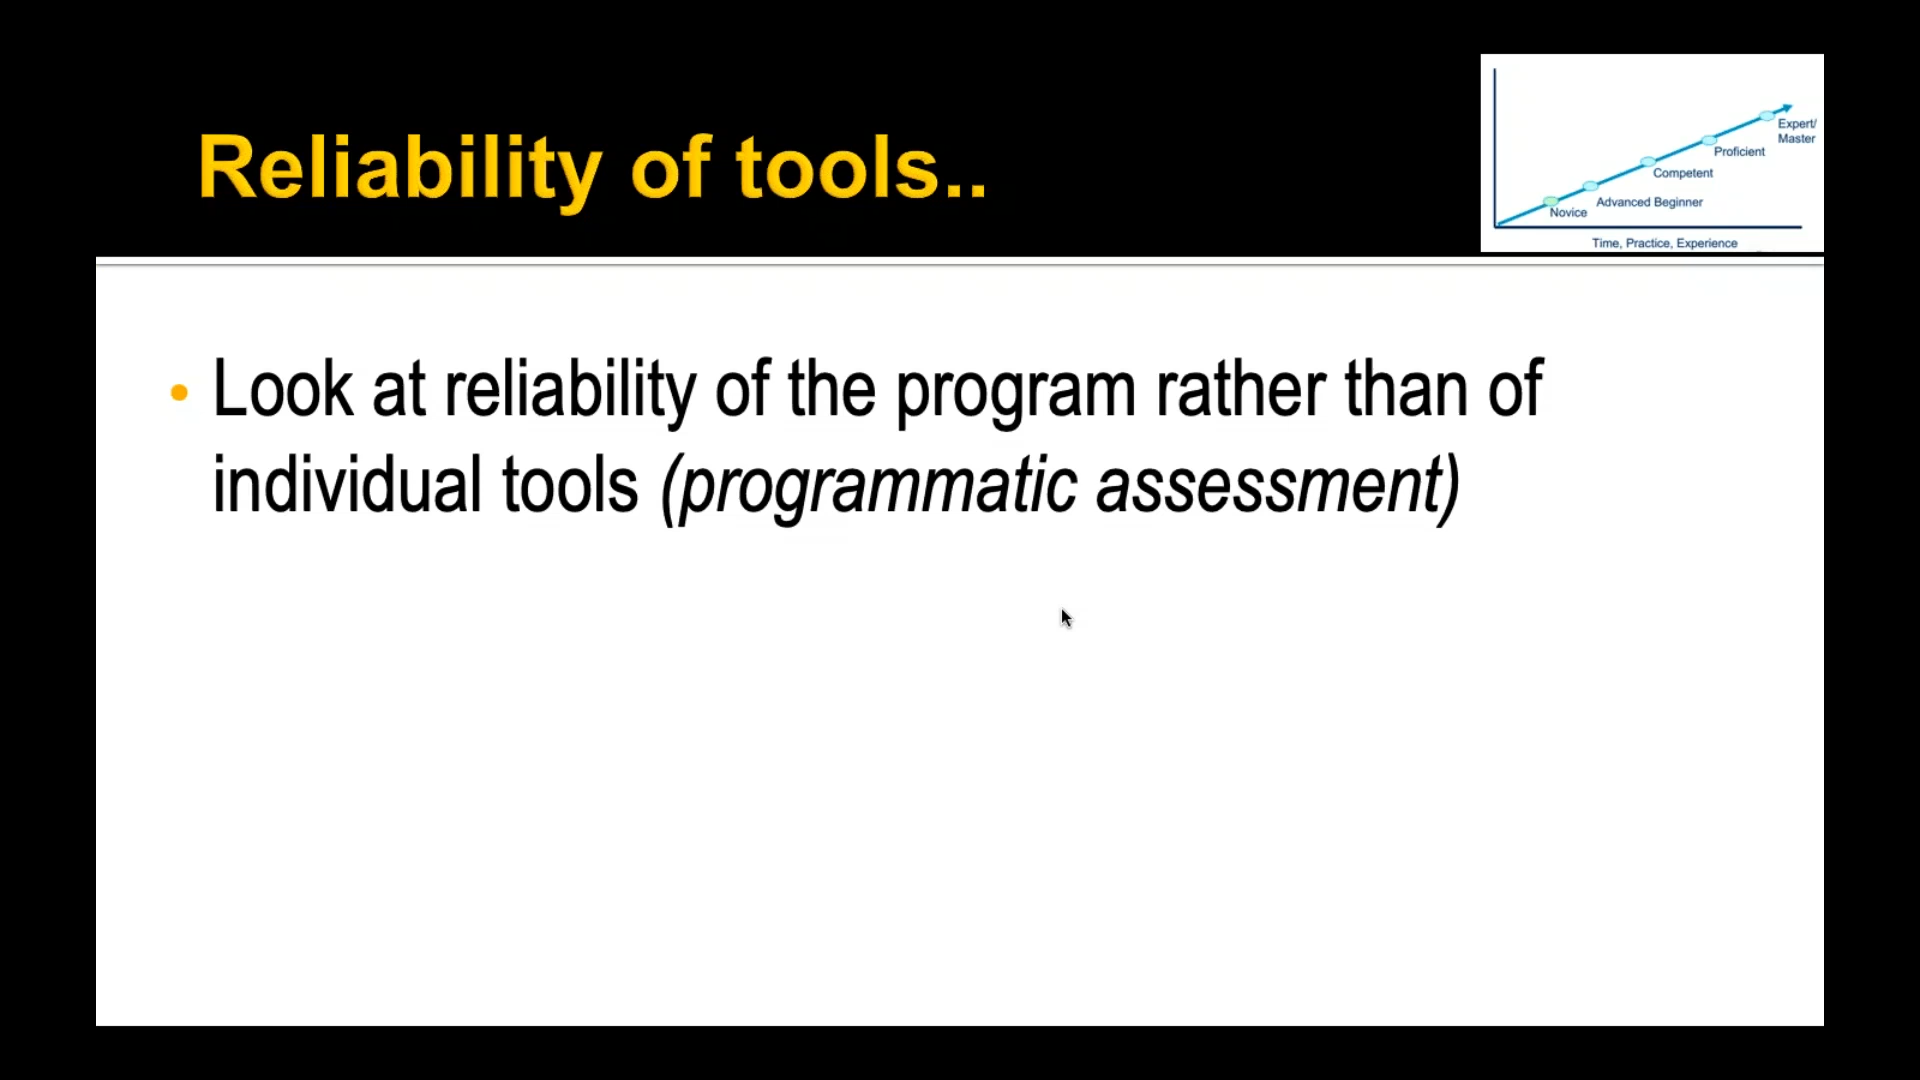 Reliability of tools..
Expert/
Master
Proficient
Competent
Advanced Beginner
Novice
Time, Practice, Experience
• Look at reliability of the program rather than of
individual tools (programmatic assessment)